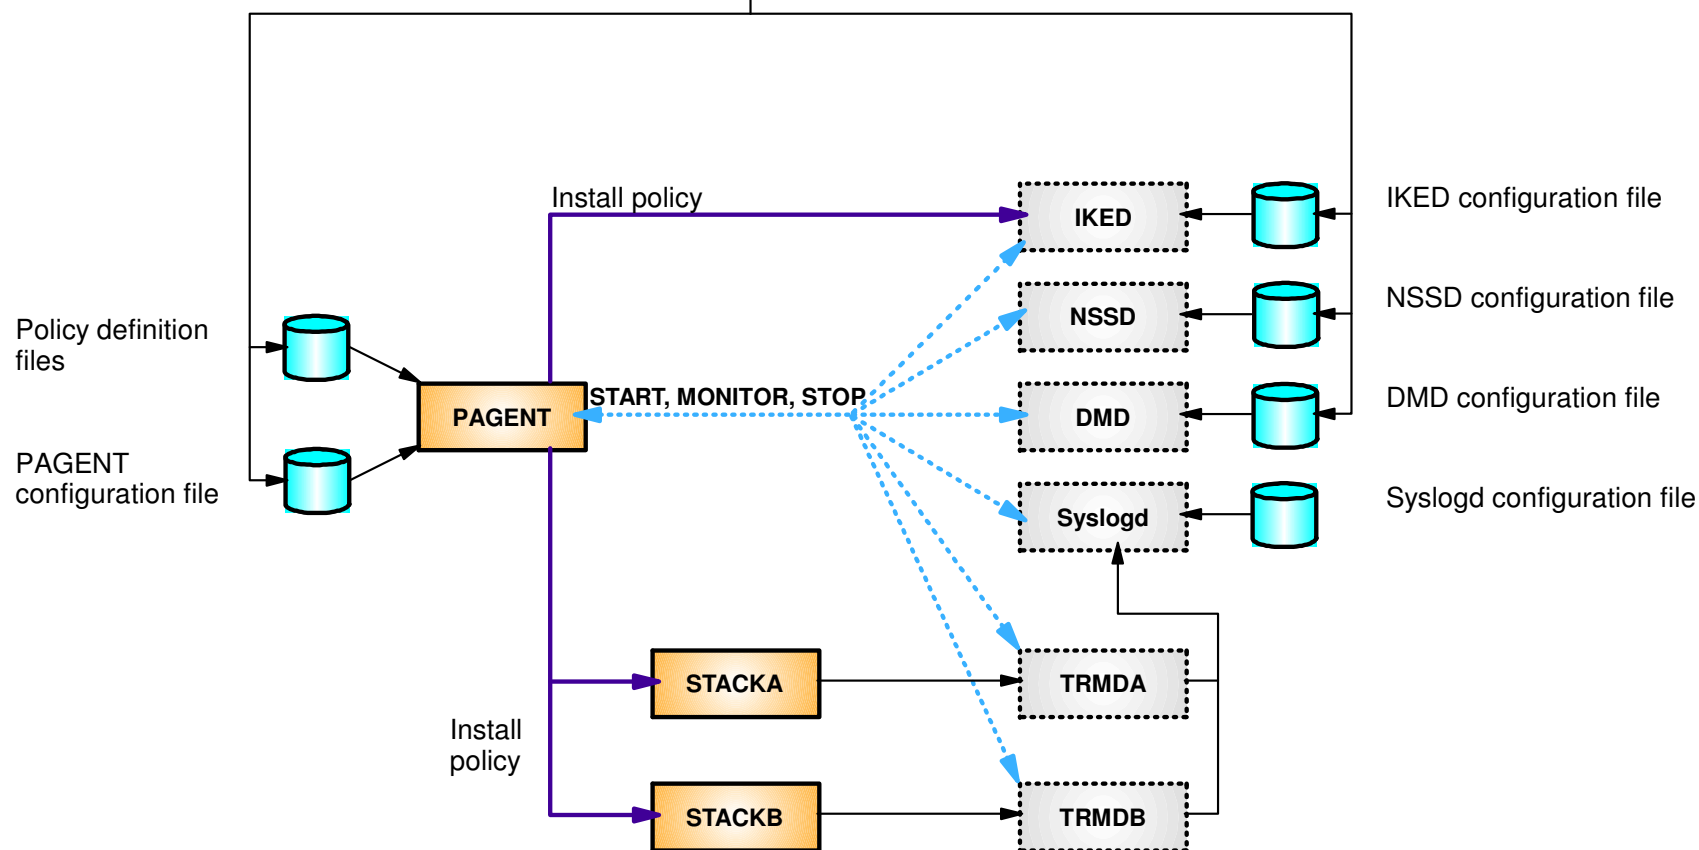 Install policy
IKED
IKED configuration file
NSSD
NSSD configuration file
Policy definition
files
START, MONITOR, STOP
PAGENT
DMD
DMD configuration file
PAGENT
configuration file
Syslogd
Syslogd configuration file
STACKA
TRMDA
Install
policy
STACKB
TRMDB